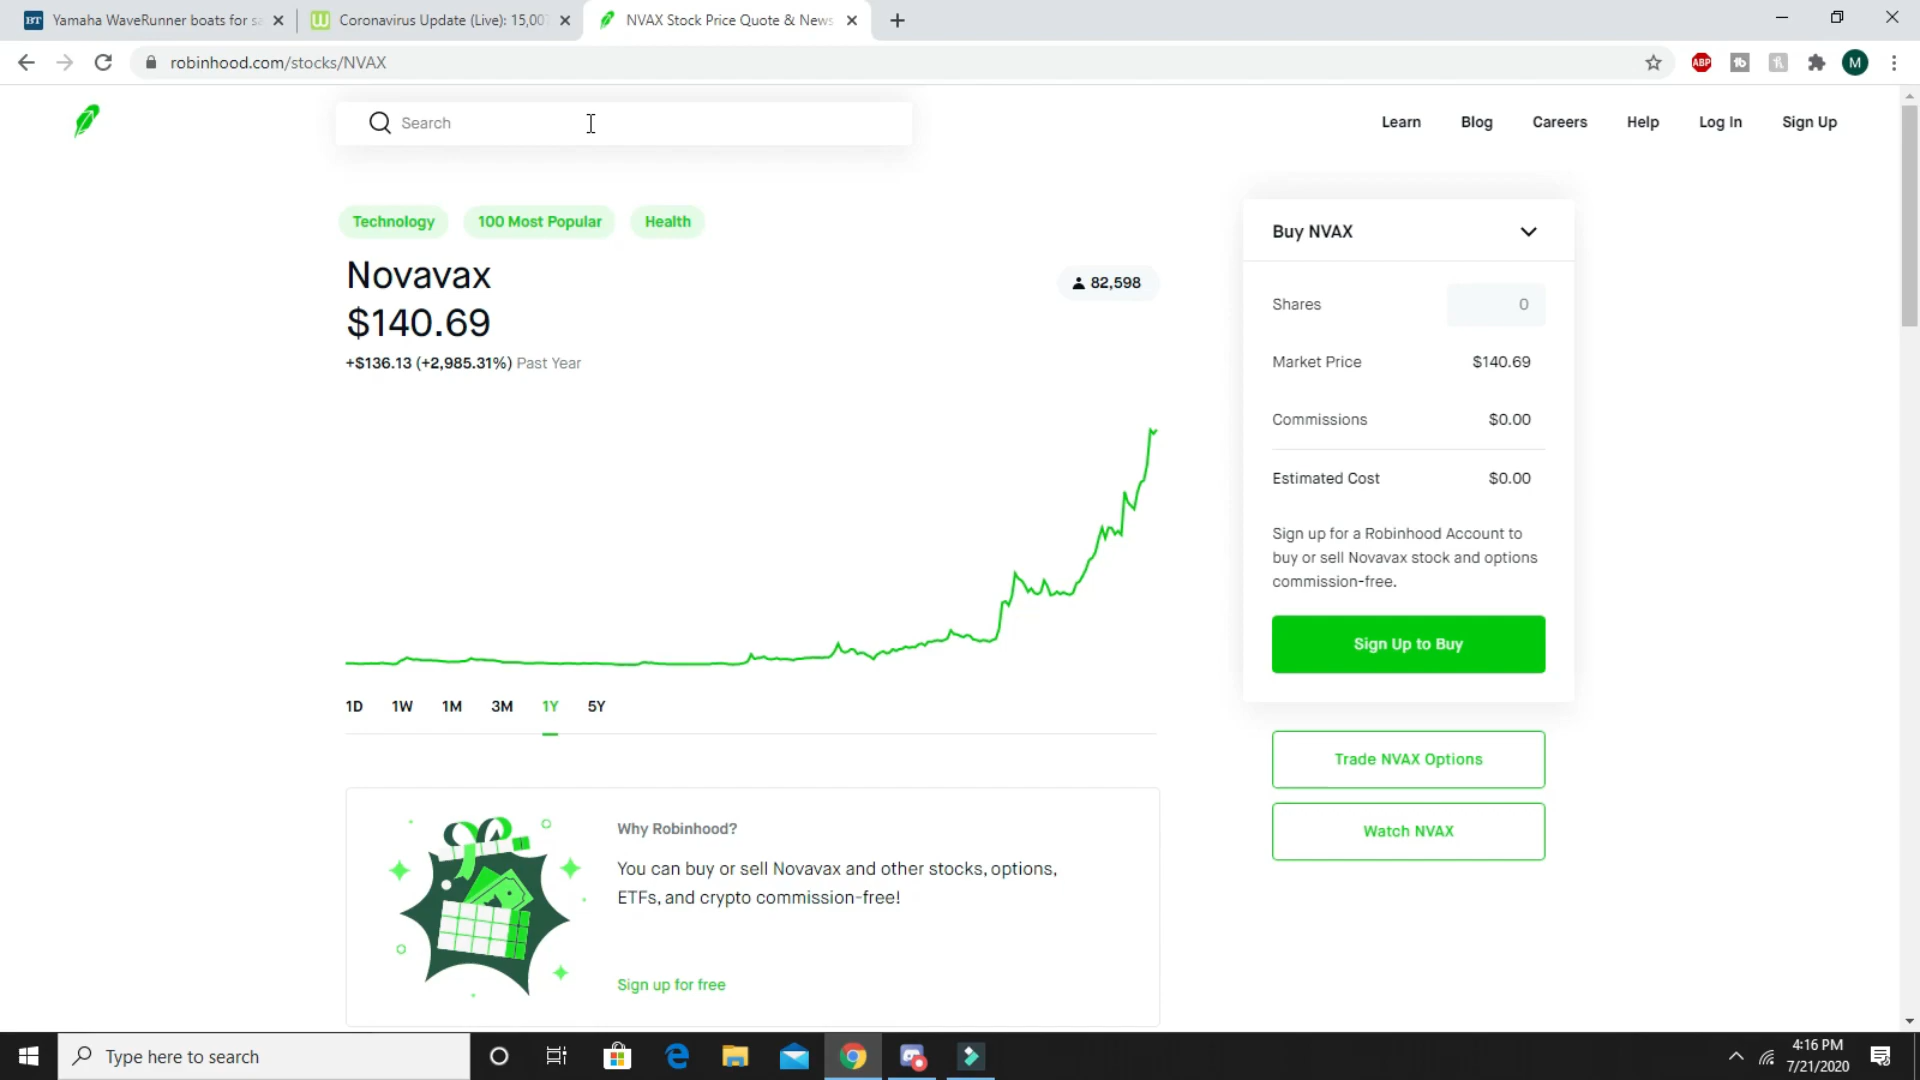 BT Yamaha WaveRunner boats for sa
Coronavirus Update (Live): 15,007
NVAX Stock Price Quote & News
robinhood.com/stocks/NVAX
ABP
M
Search
Learn
Blog
Careers
Help
Log In
Sign Up
Technology
100 Most Popular
Health
Novavax
$140.69
82,598
+$136.13 (+2,985.31%) Past Year
1D 1W 1M 3M 1Y 5Y
Why Robinhood?
You can buy or sell Novavax and other stocks, options,
ETFs, and crypto commission-free!
Sign up for free
Buy NVAX
Shares 0
Market Price $140.69
Commissions $0.00
Estimated Cost $0.00
Sign up for a Robinhood Account to
buy or sell Novavax stock and options
commission-free.
Sign Up to Buy
Trade NVAX Options
Watch NVAX
Type here to search
4:16 PM
7/21/2020